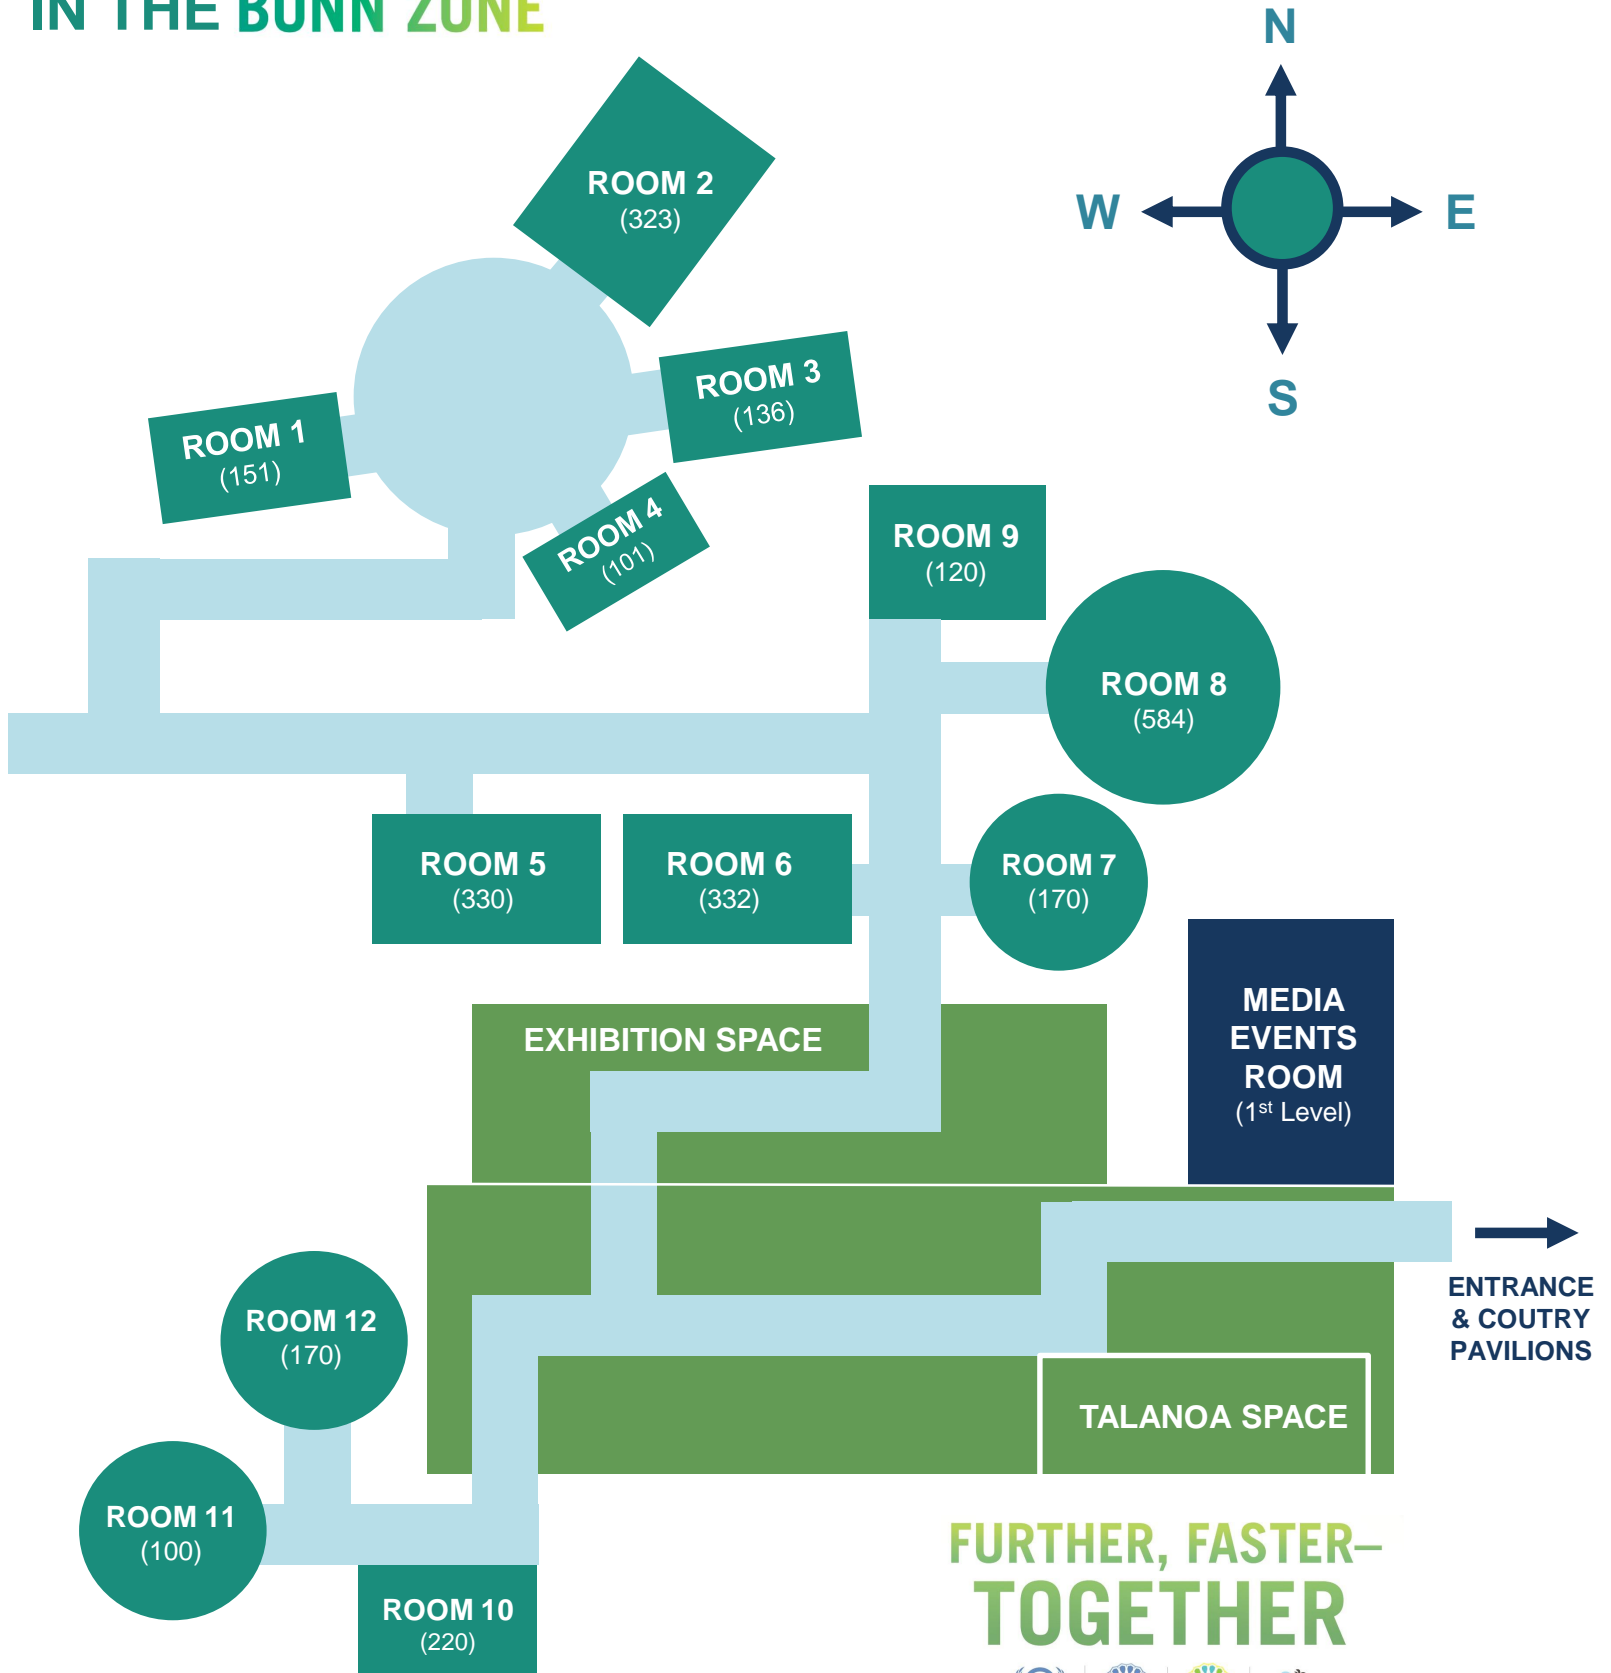 IN THE BONN ZONE
N
W
E
S
ROOM 2
(323)
ROOM 3
(136)
ROOM 1
(151)
ROOM 4
(101)
ROOM 9
(120)
ROOM 8
(584)
ROOM 5
(330)
ROOM 6
(332)
ROOM 7
(170)
MEDIA
EVENTS
ROOM
(1st Level)
EXHIBITION SPACE
ENTRANCE
& COUTRY
PAVILIONS
ROOM 12
(170)
TALANOA SPACE
ROOM 11
(100)
ROOM 10
(220)
FURTHER, FASTER–
TOGETHER